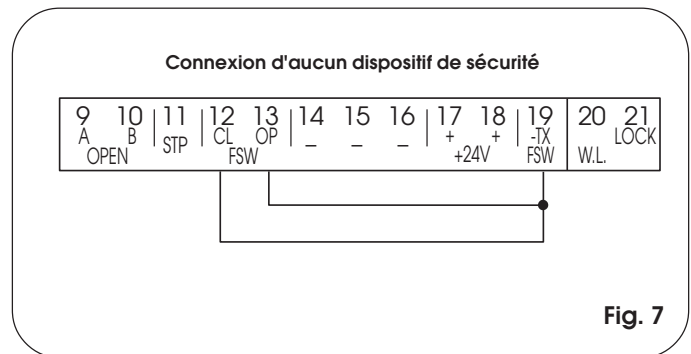 Connexion d'aucun dispositif de sécurité
9 10 11 12 13 14 15 16 17 18 19 20 21
A B STP CL OP _ _ _ + + -TX LOCK
OPEN FSW +24V FSW W.L.
Fig. 7